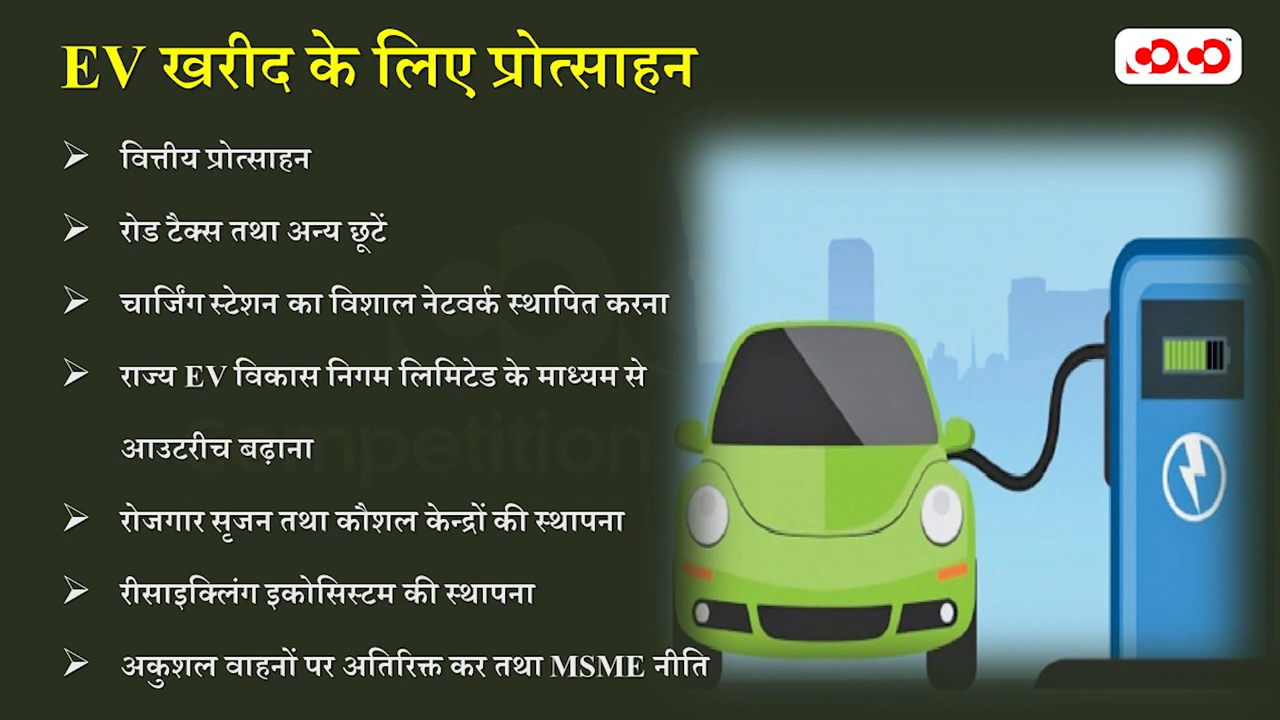 EV खरीद के लिए प्रोत्साहन
वित्तीय प्रोत्साहन
रोड टैक्स तथा अन्य छूटें
चार्जिंग स्टेशन का विशाल नेटवर्क स्थापित करना
राज्य EV विकास निगम लिमिटेड के माध्यम से
आउटरीच बढ़ाना
रोजगार सृजन तथा कौशल केन्द्रों की स्थापना
रीसाइक्लिंग इकोसिस्टम की स्थापना
अकुशल वाहनों पर अतिरिक्त कर तथा MSME नीति
Competition